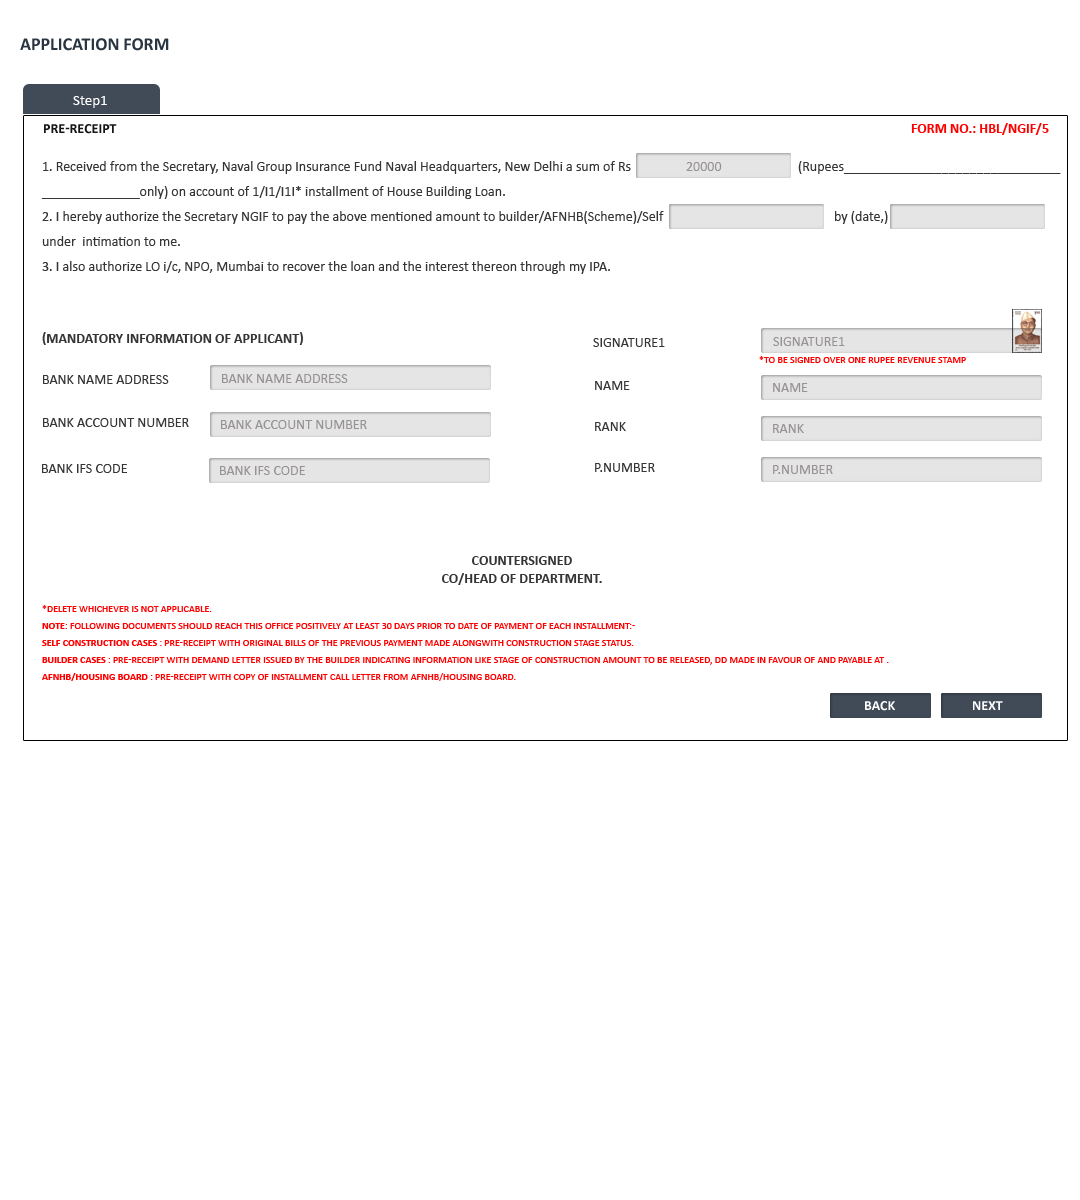 APPLICATION FORM
Step1
PRE-RECEIPT FORM NO.: HBL/NGIF/5
1. Received from the Secretary, Naval Group Insurance Fund Naval Headquarters, New Delhi a sum of Rs 20000 (Rupees_______________________________
______________only) on account of 1/I1/I1I* installment of House Building Loan.
2. I hereby authorize the Secretary NGIF to pay the above mentioned amount to builder/AFNHB(Scheme)/Self by (date,)
under intimation to me.
3. I also authorize LO i/c, NPO, Mumbai to recover the loan and the interest thereon through my IPA.
(MANDATORY INFORMATION OF APPLICANT)
SIGNATURE1 SIGNATURE1
*TO BE SIGNED OVER ONE RUPEE REVENUE STAMP
BANK NAME ADDRESS BANK NAME ADDRESS
NAME NAME
BANK ACCOUNT NUMBER BANK ACCOUNT NUMBER
RANK RANK
BANK IFS CODE BANK IFS CODE
P.NUMBER P.NUMBER
COUNTERSIGNED
CO/HEAD OF DEPARTMENT.
*DELETE WHICHEVER IS NOT APPLICABLE.
NOTE: FOLLOWING DOCUMENTS SHOULD REACH THIS OFFICE POSITIVELY AT LEAST 30 DAYS PRIOR TO DATE OF PAYMENT OF EACH INSTALLMENT:-
SELF CONSTRUCTION CASES : PRE-RECEIPT WITH ORIGINAL BILLS OF THE PREVIOUS PAYMENT MADE ALONGWITH CONSTRUCTION STAGE STATUS.
BUILDER CASES : PRE-RECEIPT WITH DEMAND LETTER ISSUED BY THE BUILDER INDICATING INFORMATION LIKE STAGE OF CONSTRUCTION AMOUNT TO BE RELEASED, DD MADE IN FAVOUR OF AND PAYABLE AT .
AFNHB/HOUSING BOARD : PRE-RECEIPT WITH COPY OF INSTALLMENT CALL LETTER FROM AFNHB/HOUSING BOARD.
BACK NEXT